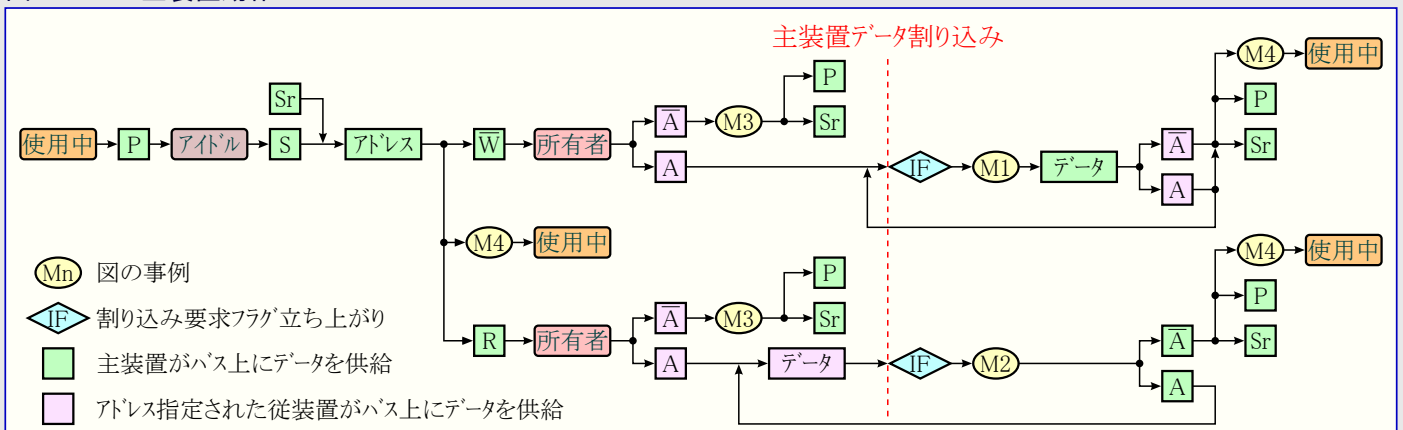 主装置データ割り込み
M4 使用中
P
Sr
P
Sr
使用中 P アイドル S アドレス W̅ 所有者 A̅ M3 Sr
A IF M1 データ A̅
A
M4 使用中
Mn 図の事例
IF 割り込み要求フラグ立ち上がり
主装置がバス上にデータを供給
アドレス指定された従装置がバス上にデータを供給
R 所有者 A̅ M3 P
Sr
A データ IF M2 A̅
A
M4 使用中
P
Sr